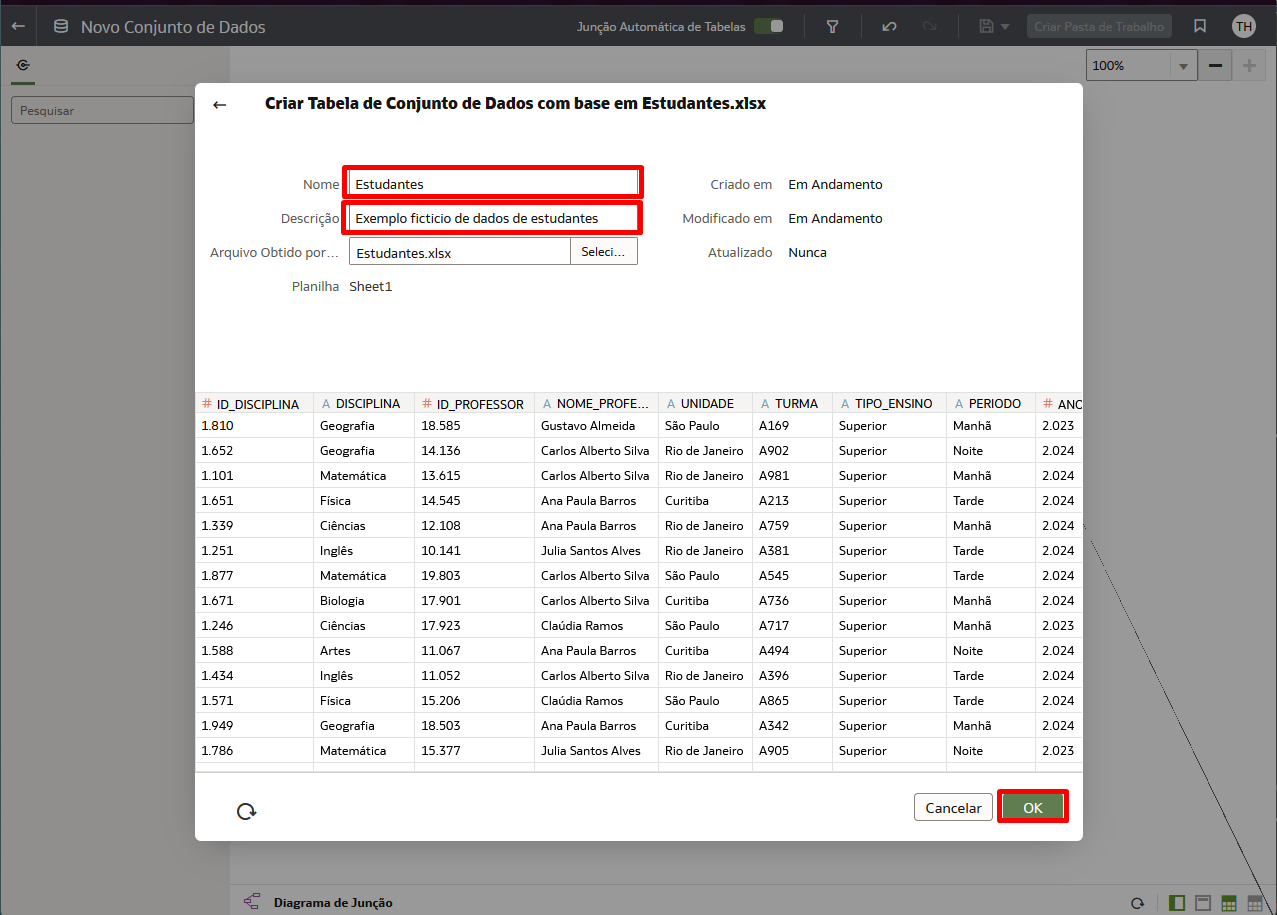 Novo Conjunto de Dados Junção Automática de Tabelas Criar Pasta de Trabalho TH
100%
Pesquisar
Criar Tabela de Conjunto de Dados com base em Estudantes.xlsx
Nome Estudantes Criado em Em Andamento
Descrição Exemplo ficticio de dados de estudantes Modificado em Em Andamento
Arquivo Obtido por... Estudantes.xlsx Seleci... Atualizado Nunca
Planilha Sheet1
# ID_DISCIPLINA A DISCIPLINA # ID_PROFESSOR A NOME_PROFE... A UNIDADE A TURMA A TIPO_ENSINO A PERIODO # ANO
1.810 Geografia 18.585 Gustavo Almeida São Paulo A169 Superior Manhã 2.023
1.652 Geografia 14.136 Carlos Alberto Silva Rio de Janeiro A902 Superior Noite 2.024
1.101 Matemática 13.615 Carlos Alberto Silva Rio de Janeiro A981 Superior Manhã 2.024
1.651 Física 14.545 Ana Paula Barros Curitiba A213 Superior Tarde 2.024
1.339 Ciências 12.108 Ana Paula Barros Rio de Janeiro A759 Superior Manhã 2.024
1.251 Inglês 10.141 Julia Santos Alves Rio de Janeiro A381 Superior Tarde 2.024
1.877 Matemática 19.803 Carlos Alberto Silva São Paulo A545 Superior Tarde 2.024
1.671 Biologia 17.901 Carlos Alberto Silva Curitiba A736 Superior Manhã 2.024
1.246 Ciências 17.923 Claúdia Ramos São Paulo A717 Superior Manhã 2.023
1.588 Artes 11.067 Ana Paula Barros Curitiba A494 Superior Noite 2.024
1.434 Inglês 11.052 Carlos Alberto Silva Rio de Janeiro A396 Superior Tarde 2.024
1.571 Física 15.206 Claúdia Ramos São Paulo A865 Superior Tarde 2.024
1.949 Geografia 18.503 Ana Paula Barros Curitiba A342 Superior Manhã 2.024
1.786 Matemática 15.377 Julia Santos Alves Rio de Janeiro A905 Superior Noite 2.023
Cancelar OK
Diagrama de Junção